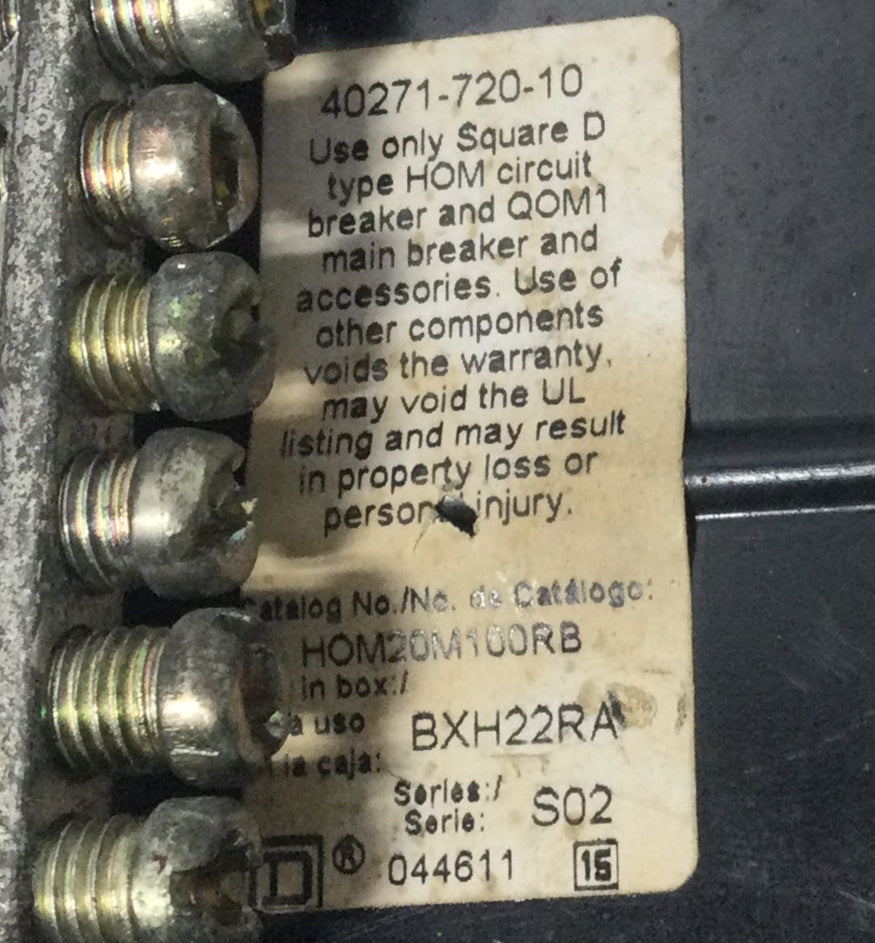 40271-720-10
Use only Square D
type HOM circuit
breaker and QOM1
main breaker and
accessories. Use of
other components
voids the warranty,
may void the UL
listing and may result
in property loss or
personal injury.
Catalog No./No. de Catálogo:
HOM20M100RB
in box:/
uso BXH22RA
la caja:
Series:/
Serie: S02
D ® 044611 15